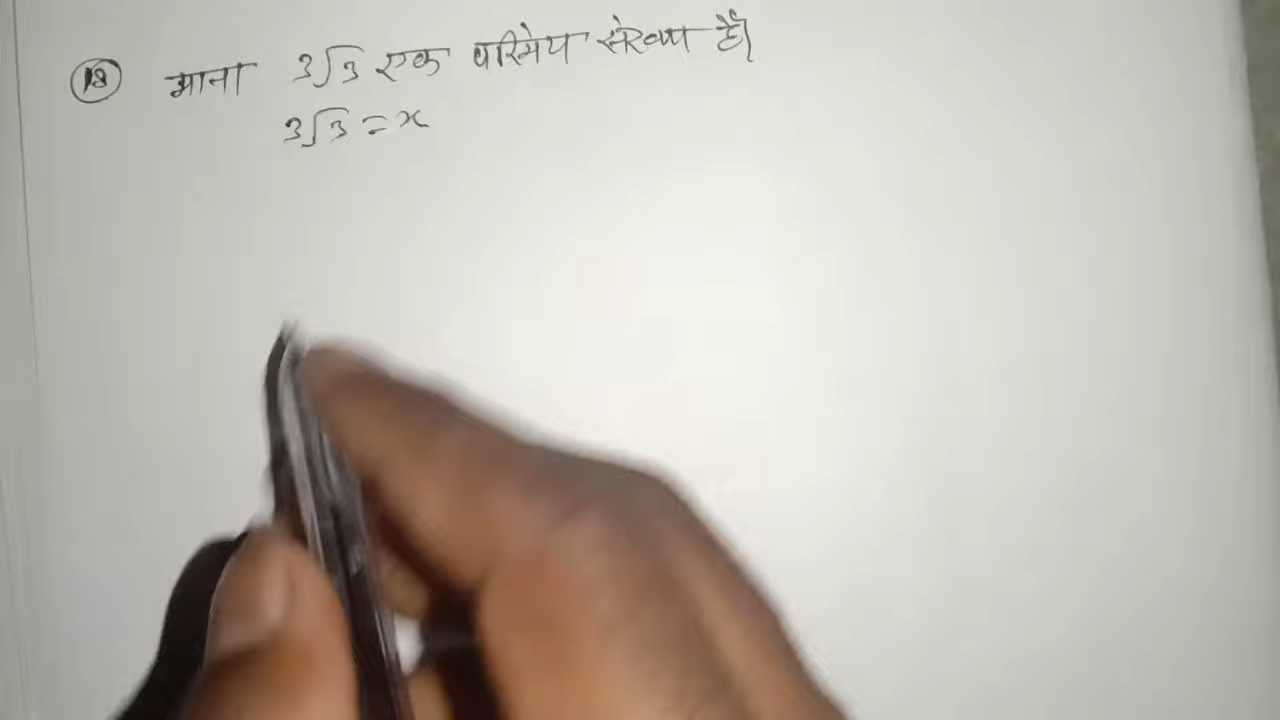 (18) माना 3√3 एक परिमेय संख्या है।
3√3 = x